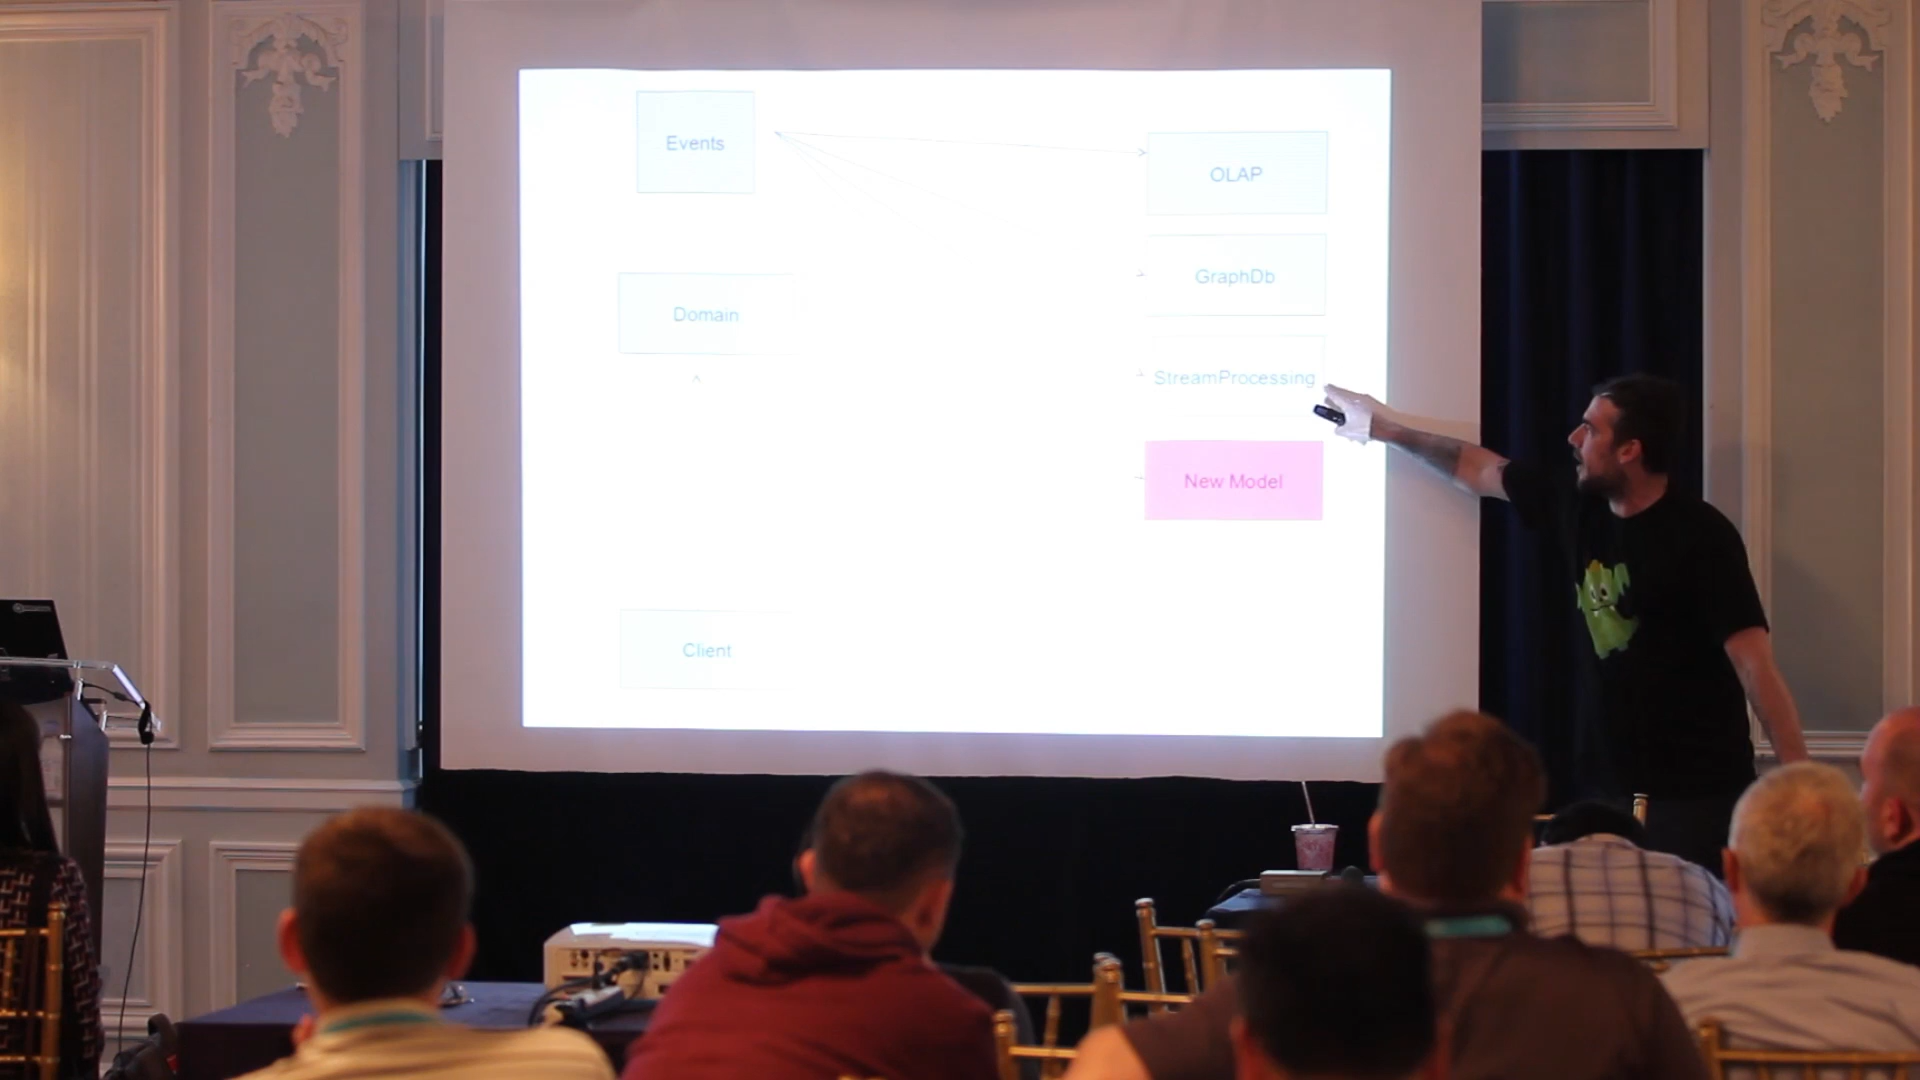 Events
OLAP
GraphDb
Domain
StreamProcessing
New Model
Client